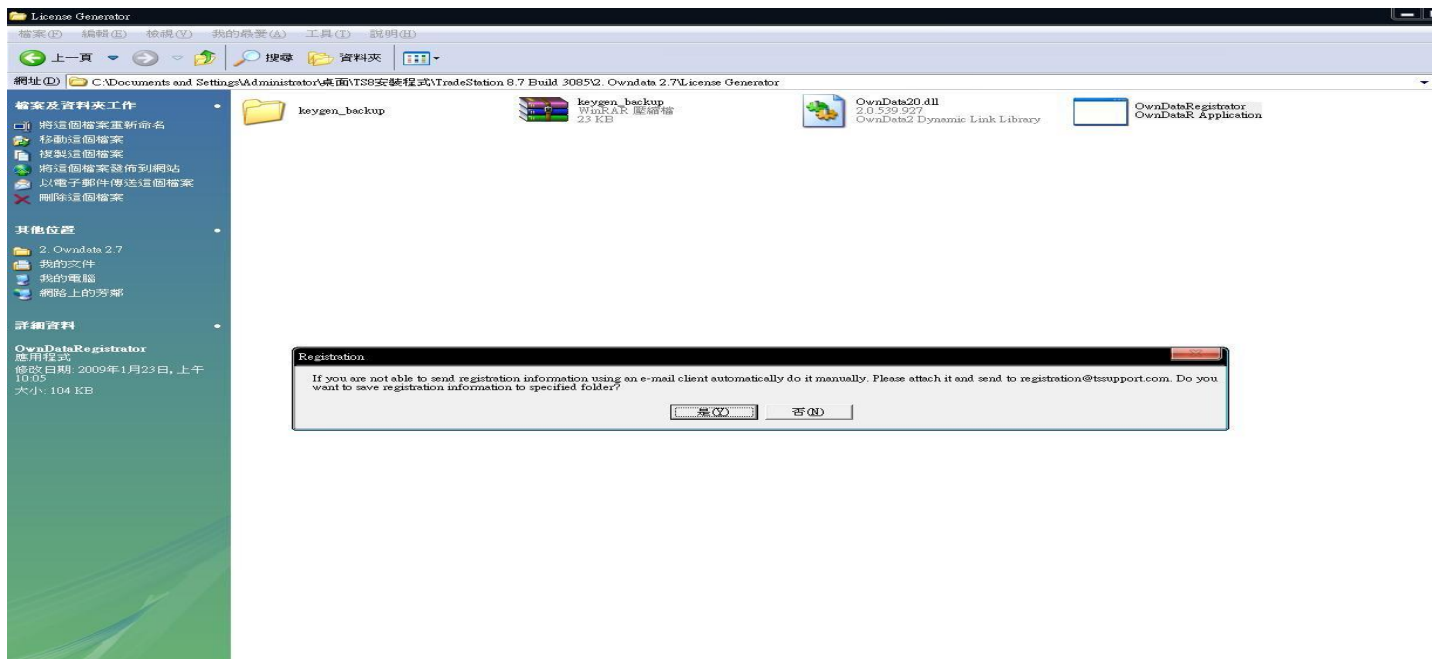 License Generator
檔案(F) 編輯(E) 檢視(V) 我的最愛(A) 工具(T) 說明(H)
上一頁 搜尋 資料夾
網址(D) C:\Documents and Settings\Administrator\桌面\TS8安裝程式\TradeStation 8.7 Build 3085\2. Owndata 2.7\License Generator
檔案及資料夾工作
將這個檔案重新命名
移動這個檔案
複製這個檔案
將這個檔案發佈到網站
以電子郵件傳送這個檔案
刪除這個檔案
其他位置
2. Owndata 2.7
我的文件
我的電腦
網路上的芳鄰
詳細資料
OwnDataRegistrator
應用程式
修改日期: 2009年1月23日, 上午
10:05
大小: 104 KB
keygen_backup
keygen_backup
WinRAR 壓縮檔
23 KB
OwnData20.dll
2.0.539.927
OwnData2 Dynamic Link Library
OwnDataRegistrator
OwnDataR Application
Registration
If you are not able to send registration information using an e-mail client automatically do it manually. Please attach it and send to registration@tssupport.com. Do you
want to save registration information to specified folder?
是(Y) 否(N)